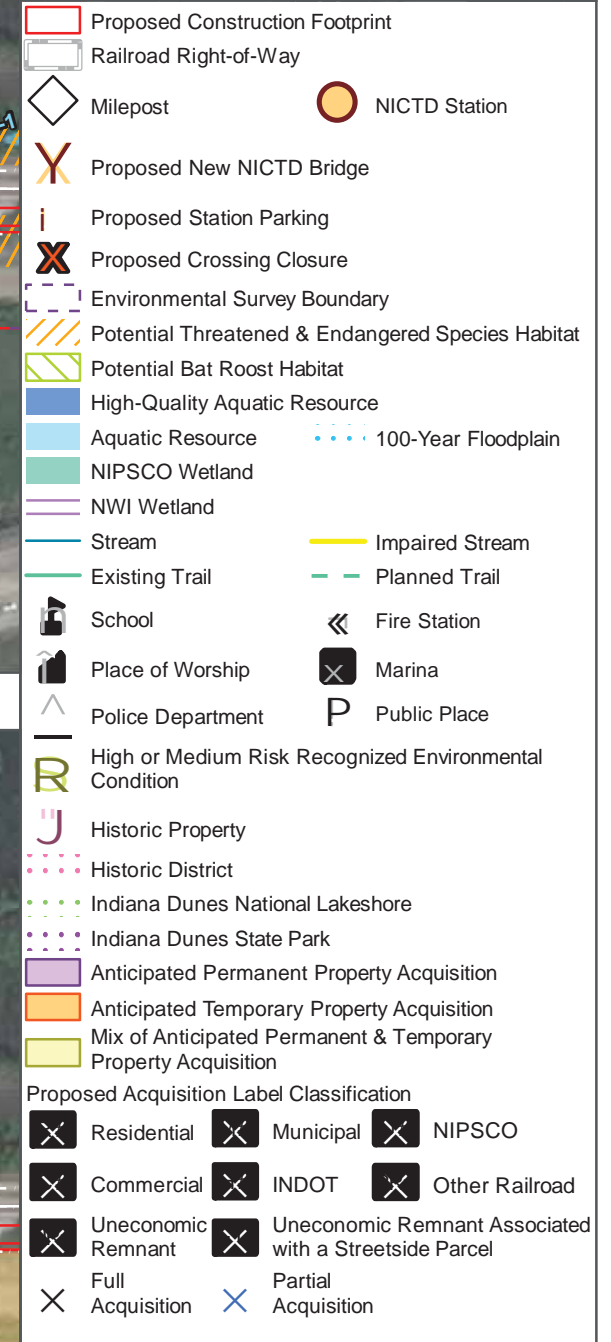 Proposed Construction Footprint
Railroad Right-of-Way
Milepost
NICTD Station
Proposed New NICTD Bridge
Proposed Station Parking
Proposed Crossing Closure
Environmental Survey Boundary
Potential Threatened & Endangered Species Habitat
Potential Bat Roost Habitat
High-Quality Aquatic Resource
Aquatic Resource
100-Year Floodplain
NIPSCO Wetland
NWI Wetland
Stream
Impaired Stream
Existing Trail
Planned Trail
School
Fire Station
Place of Worship
Marina
Police Department
P Public Place
High or Medium Risk Recognized Environmental
Condition
Historic Property
Historic District
Indiana Dunes National Lakeshore
Indiana Dunes State Park
Anticipated Permanent Property Acquisition
Anticipated Temporary Property Acquisition
Mix of Anticipated Permanent & Temporary
Property Acquisition
Proposed Acquisition Label Classification
Residential
Municipal
NIPSCO
Commercial
INDOT
Other Railroad
Uneconomic
Remnant
Uneconomic Remnant Associated
with a Streetside Parcel
Full
Acquisition
Partial
Acquisition